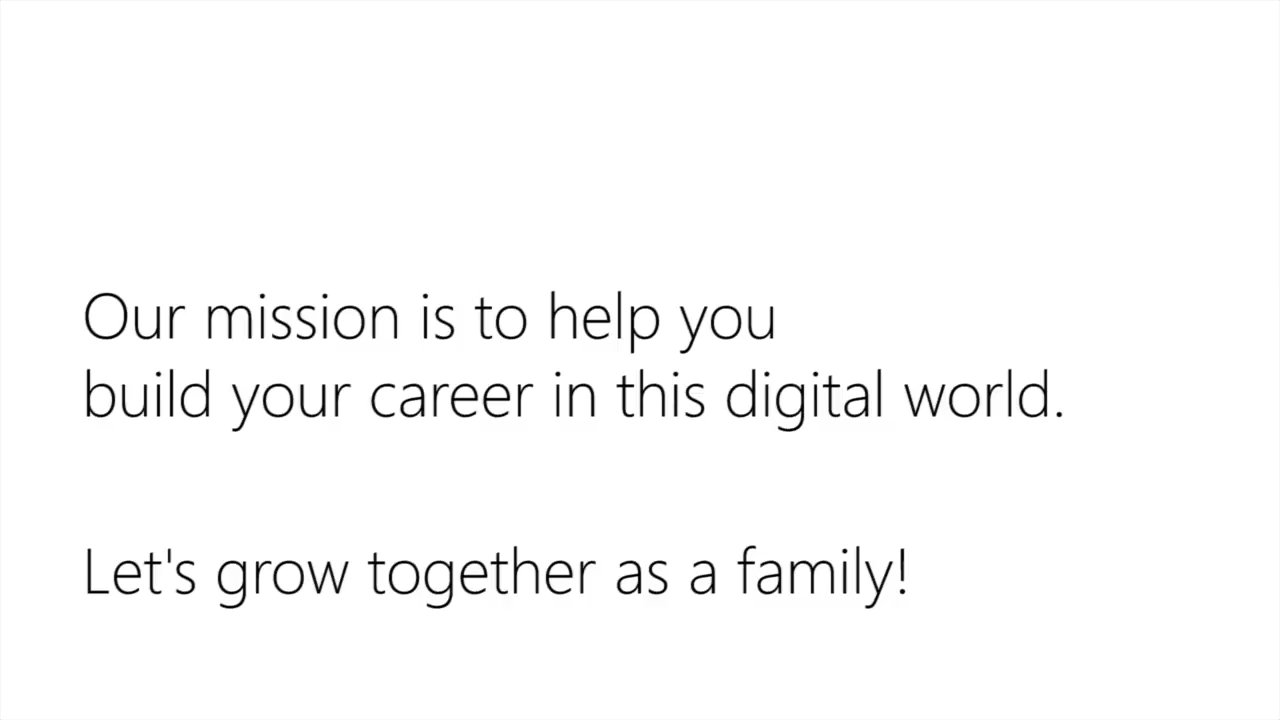 Our mission is to help you
build your career in this digital world.
Let's grow together as a family!